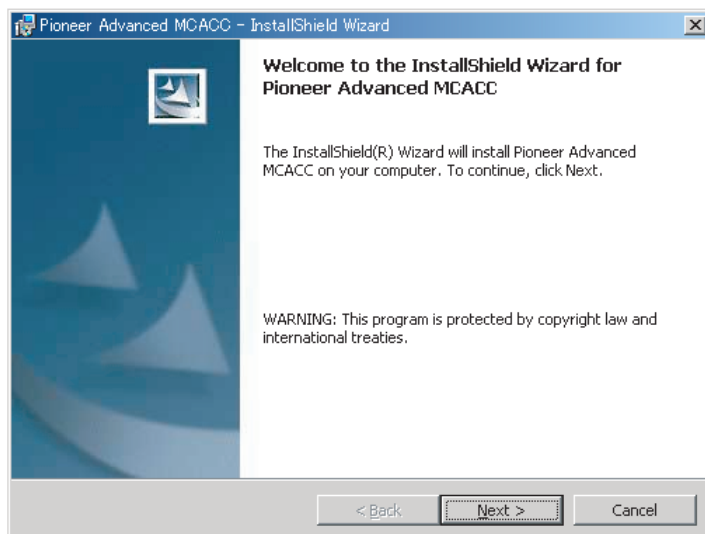 Pioneer Advanced MCACC - InstallShield Wizard
Welcome to the InstallShield Wizard for
Pioneer Advanced MCACC
The InstallShield(R) Wizard will install Pioneer Advanced
MCACC on your computer. To continue, click Next.
WARNING: This program is protected by copyright law and
international treaties.
< Back
Next >
Cancel